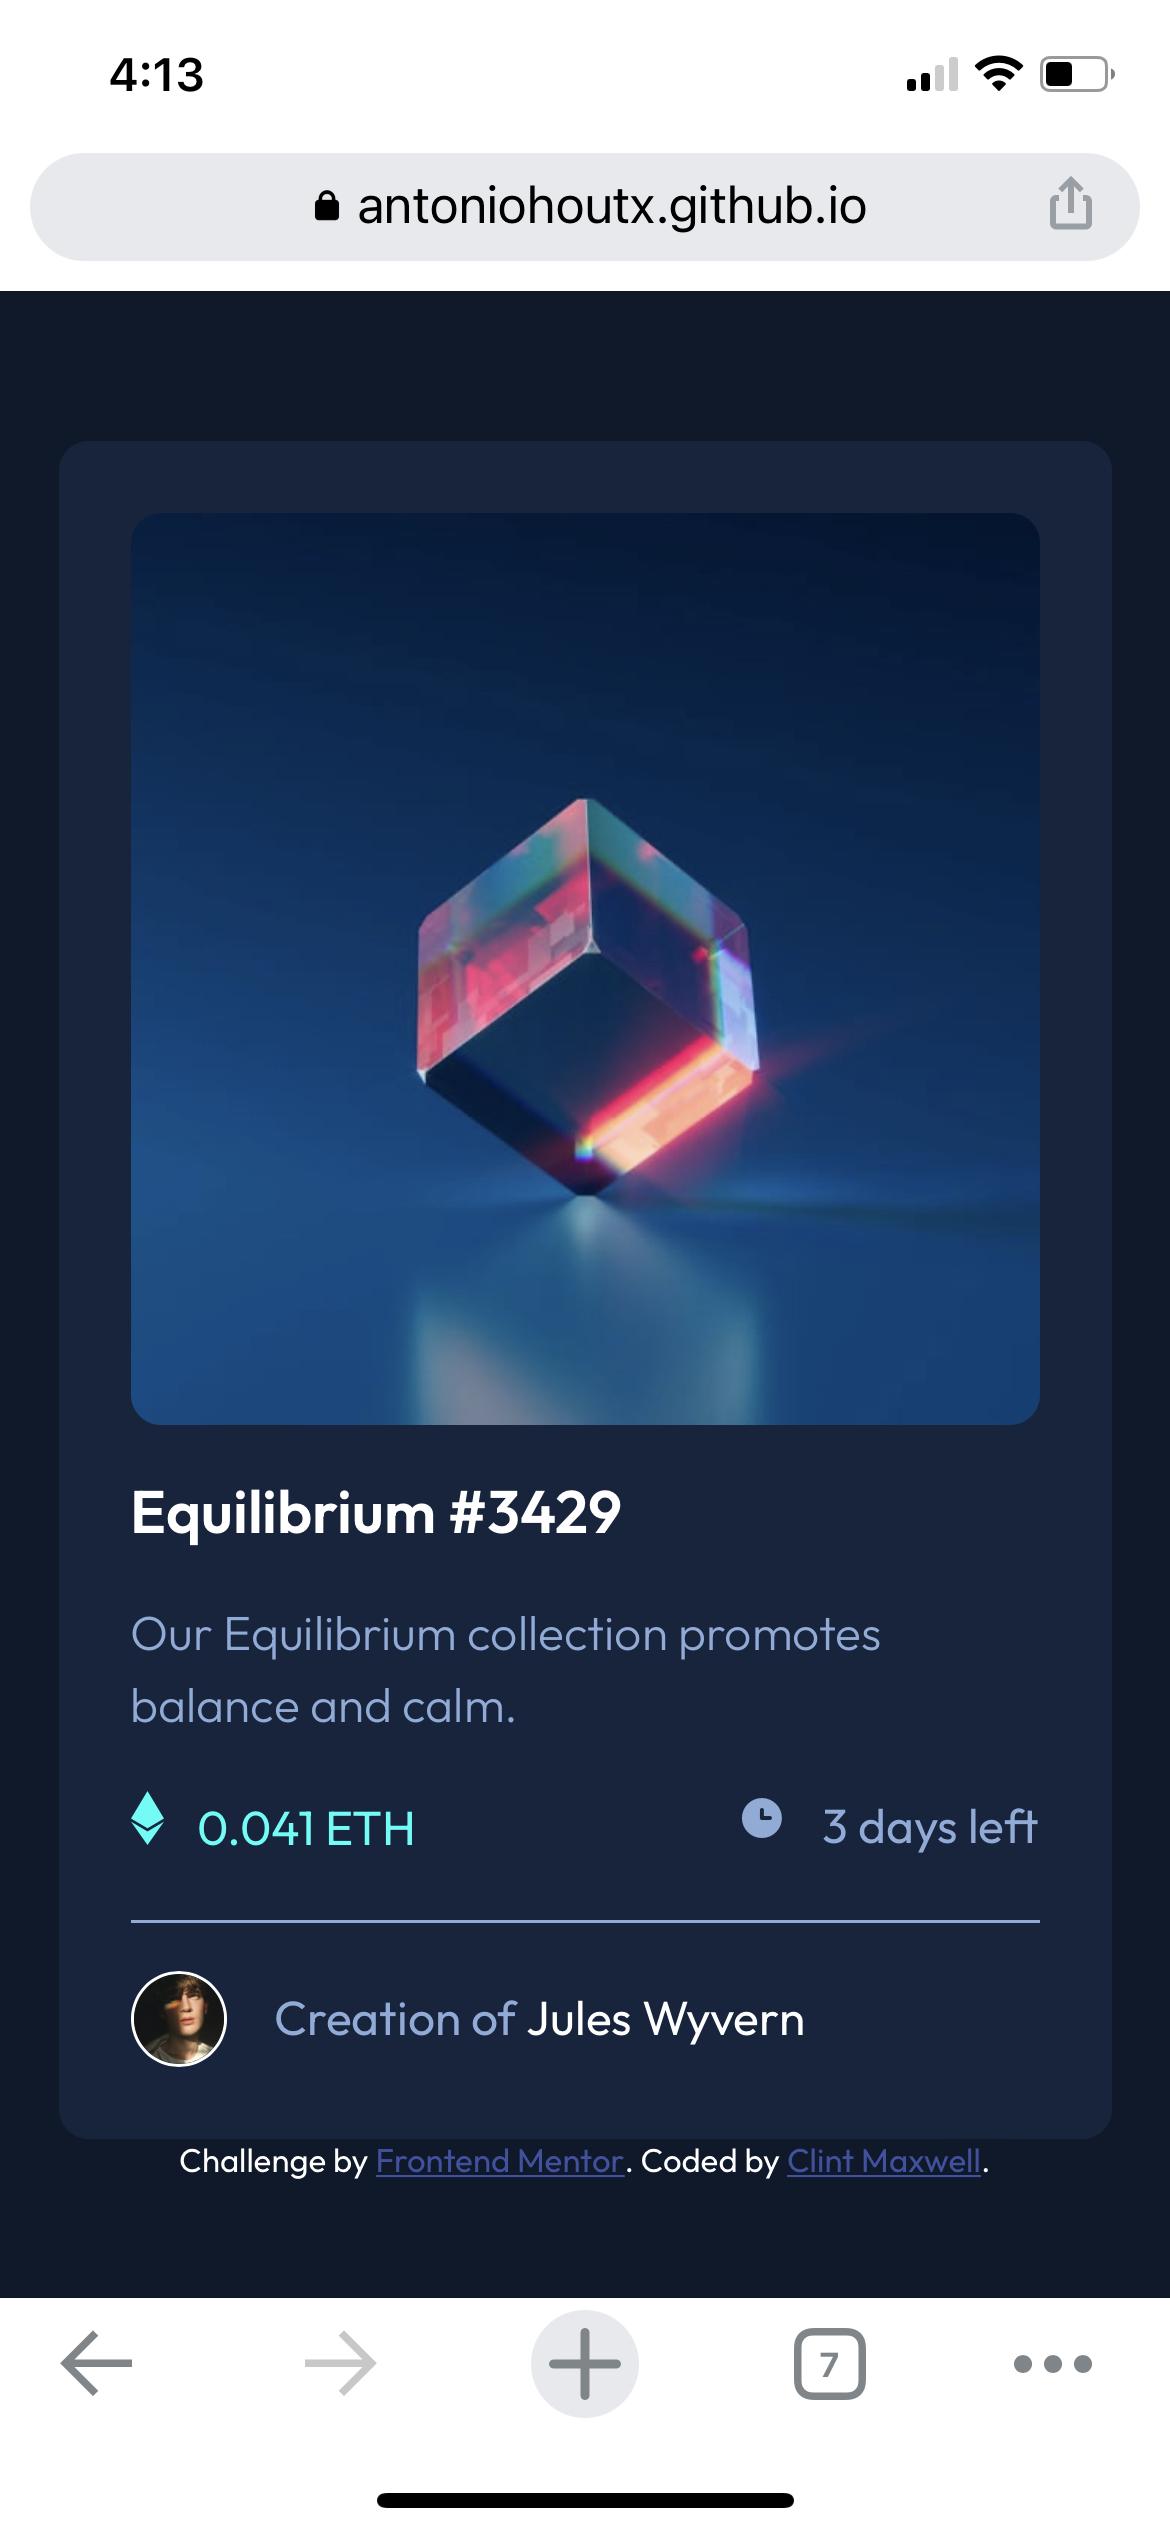 4:13
antoniohoutx.github.io
Equilibrium #3429
Our Equilibrium collection promotes
balance and calm.
0.041 ETH
3 days left
Creation of Jules Wyvern
Challenge by Frontend Mentor. Coded by Clint Maxwell.
7